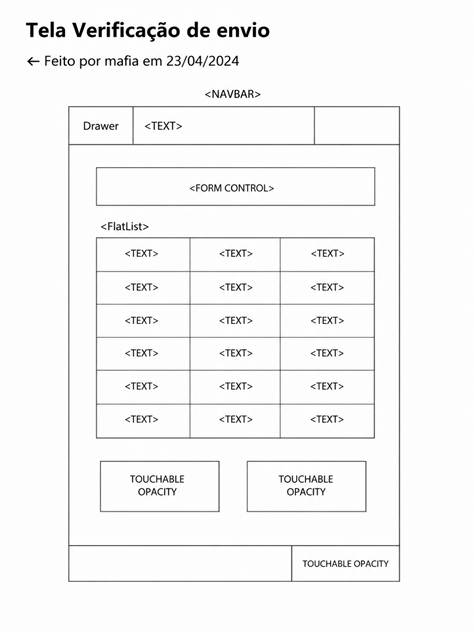 Tela Verificação de envio
← Feito por mafia em 23/04/2024
<NAVBAR>
Drawer <TEXT>
<FORM CONTROL>
<FlatList>
<TEXT> <TEXT> <TEXT>
<TEXT> <TEXT> <TEXT>
<TEXT> <TEXT> <TEXT>
<TEXT> <TEXT> <TEXT>
<TEXT> <TEXT> <TEXT>
<TEXT> <TEXT> <TEXT>
TOUCHABLE
OPACITY
TOUCHABLE
OPACITY
TOUCHABLE OPACITY